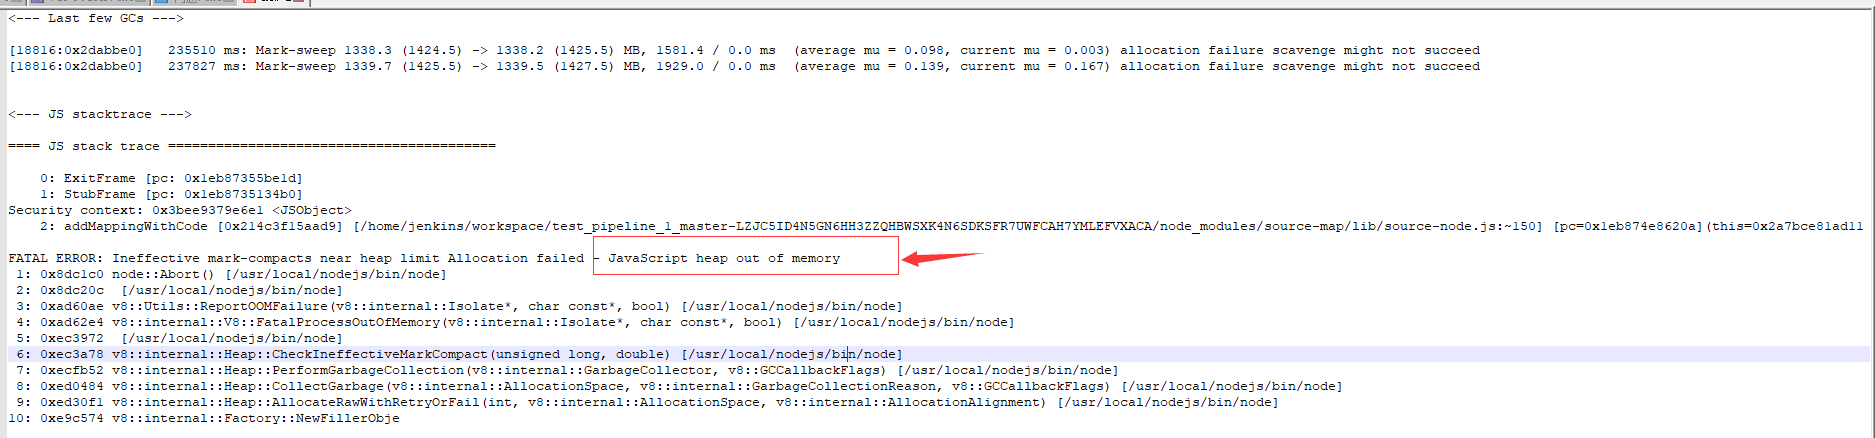 <--- Last few GCs --->
[18816:0x2dabbe0]   235510 ms: Mark-sweep 1338.3 (1424.5) -> 1338.2 (1425.5) MB, 1581.4 / 0.0 ms  (average mu = 0.098, current mu = 0.003) allocation failure scavenge might not succeed
[18816:0x2dabbe0]   237827 ms: Mark-sweep 1339.7 (1425.5) -> 1339.5 (1427.5) MB, 1929.0 / 0.0 ms  (average mu = 0.139, current mu = 0.167) allocation failure scavenge might not succeed
<--- JS stacktrace --->
==== JS stack trace =========================================
    0: ExitFrame [pc: 0x1eb87355be1d]
    1: StubFrame [pc: 0x1eb8735134b0]
Security context: 0x3bee9379e6e1 <JSObject>
    2: addMappingWithCode [0x214c3f15aad9] [/home/jenkins/workspace/test_pipeline_1_master-LZJC5ID4N5GN6HH3ZZQHBWSXK4N6SDKSFR7UWFCAH7YMLEFVXACA/node_modules/source-map/lib/source-node.js:~150] [pc=0x1eb874e8620a](this=0x2a7bce81ad11
FATAL ERROR: Ineffective mark-compacts near heap limit Allocation failed - JavaScript heap out of memory
 1: 0x8dc1c0 node::Abort() [/usr/local/nodejs/bin/node]
 2: 0x8dc20c  [/usr/local/nodejs/bin/node]
 3: 0xad60ae v8::Utils::ReportOOMFailure(v8::internal::Isolate*, char const*, bool) [/usr/local/nodejs/bin/node]
 4: 0xad62e4 v8::internal::V8::FatalProcessOutOfMemory(v8::internal::Isolate*, char const*, bool) [/usr/local/nodejs/bin/node]
 5: 0xec3972  [/usr/local/nodejs/bin/node]
 6: 0xec3a78 v8::internal::Heap::CheckIneffectiveMarkCompact(unsigned long, double) [/usr/local/nodejs/bin/node]
 7: 0xecfb52 v8::internal::Heap::PerformGarbageCollection(v8::internal::GarbageCollector, v8::GCCallbackFlags) [/usr/local/nodejs/bin/node]
 8: 0xed0484 v8::internal::Heap::CollectGarbage(v8::internal::AllocationSpace, v8::internal::GarbageCollectionReason, v8::GCCallbackFlags) [/usr/local/nodejs/bin/node]
 9: 0xed30f1 v8::internal::Heap::AllocateRawWithRetryOrFail(int, v8::internal::AllocationSpace, v8::internal::AllocationAlignment) [/usr/local/nodejs/bin/node]
10: 0xe9c574 v8::internal::Factory::NewFillerObje